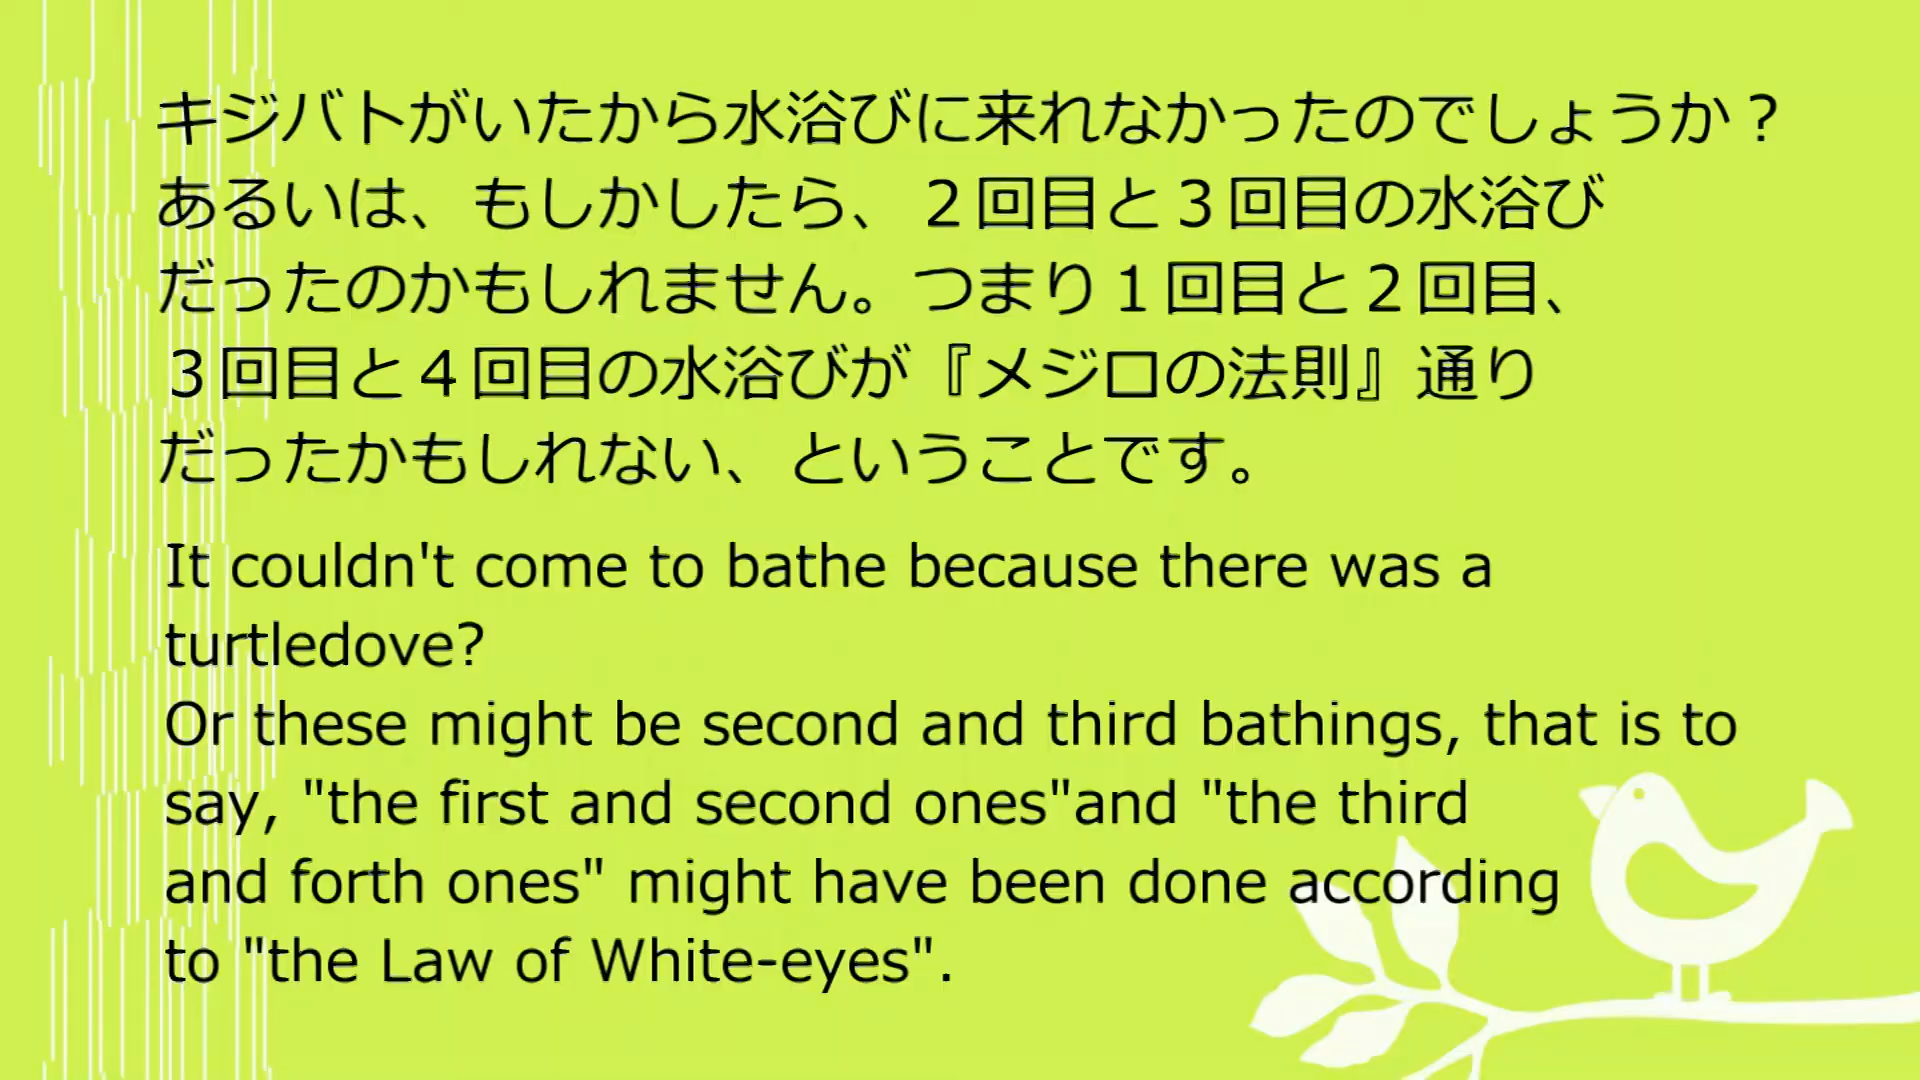 キジバトがいたから水浴びに来れなかったのでしょうか？
あるいは、もしかしたら、２回目と３回目の水浴び
だったのかもしれません。つまり１回目と２回目、
３回目と４回目の水浴びが『メジロの法則』通り
だったかもしれない、ということです。
It couldn't come to bathe because there was a
turtledove?
Or these might be second and third bathings, that is to
say, "the first and second ones"and "the third
and forth ones" might have been done according
to "the Law of White-eyes".